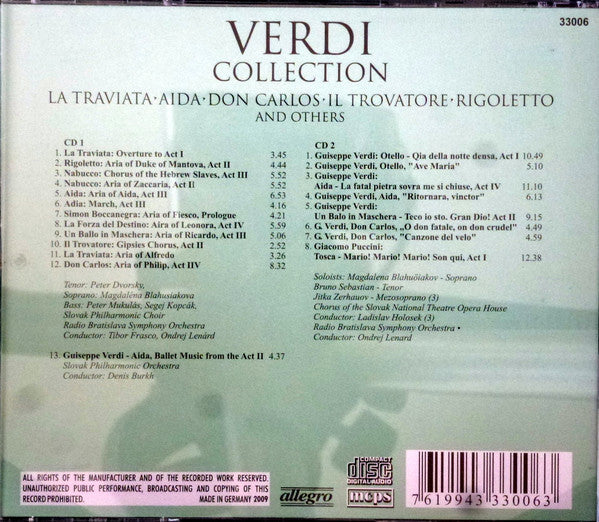 33006
VERDI
COLLECTION
LA TRAVIATA · AIDA · DON CARLOS · IL TROVATORE · RIGOLETTO
AND OTHERS
CD 1
1. La Traviata: Overture to Act I 3.45
2. Rigoletto: Aria of Duke of Mantova, Act II 4.44
3. Nabucco: Chorus of the Hebrew Slaves, Act III 5.52
4. Nabucco: Aria of Zaccaria, Act II 5.52
5. Aida: Aria of Aida, Act III 6.53
6. Adia: March, Act III 4.16
7. Simon Boccanegra: Aria of Fiesco, Prologue 4.21
8. La Forza del Destino: Aria of Leonora, Act IV 5.59
9. Un Ballo in Maschera: Aria of Ricardo, Act III 5.06
10. Il Trovatore: Gipsies Chorus, Act II 2.52
11. La Traviata: Aria of Alfredo 3.26
12. Don Carlos: Aria of Philip, Act IIV 8.32
Tenor: Peter Dvorsky,
Soprano: Magdaléna Blahusiakova
Bass: Peter Mukulás, Segej Kopcák,
Slovak Philharmonic Choir
Radio Bratislava Symphony Orchestra
Conductor: Tibor Frasco, Ondrej Lenárd
13. Guiseppe Verdi - Aida, Ballet Music from the Act II 4.37
Slovak Philharmonic Orchestra
Conductor: Denis Burkh
CD 2
1. Guiseppe Verdi: Otello - Qia della notte densa, Act I 10.49
2. Guiseppe Verdi, Otello, "Ave Maria" 5.10
3. Guiseppe Verdi:
Aida - La fatal pietra sovra me si chiuse, Act IV 11.10
4. Guiseppe Verdi, Aida, "Ritornara, vinctor" 6.13
5. Guiseppe Verdi:
Un Balo in Maschera - Teco io sto. Gran Dio! Act II 9.15
6. G. Verdi, Don Carlos, „O don fatale, on don crudel" 4.49
7. G. Verdi, Don Carlos, "Canzone del velo" 4.59
8. Giacomo Puccini:
Tosca - Mario! Mario! Mario! Son qui, Act I 12.38
Soloists: Magdalena Blahuöiakov - Soprano
Bruno Sebastian - Tenor
Jitka Zerhauov - Mezosoprano (3)
Chorus of the Slovak National Theatre Opera House
Conductor: Ladislav Holosek (3)
Radio Bratislava Symphony Orchestra •
Conductor: Ondrej Lenard
ALL RIGHTS OF THE MANUFACTURER AND OF THE RECORDED WORK RESERVED.
UNAUTHORIZED PUBLIC PERFORMANCE, BROADCASTING AND COPYING OF THIS
RECORD PROHIBITED. MADE IN GERMANY 2009
allegro
COMPACT
disc
DIGITAL AUDIO
mcps
7 619943 330063